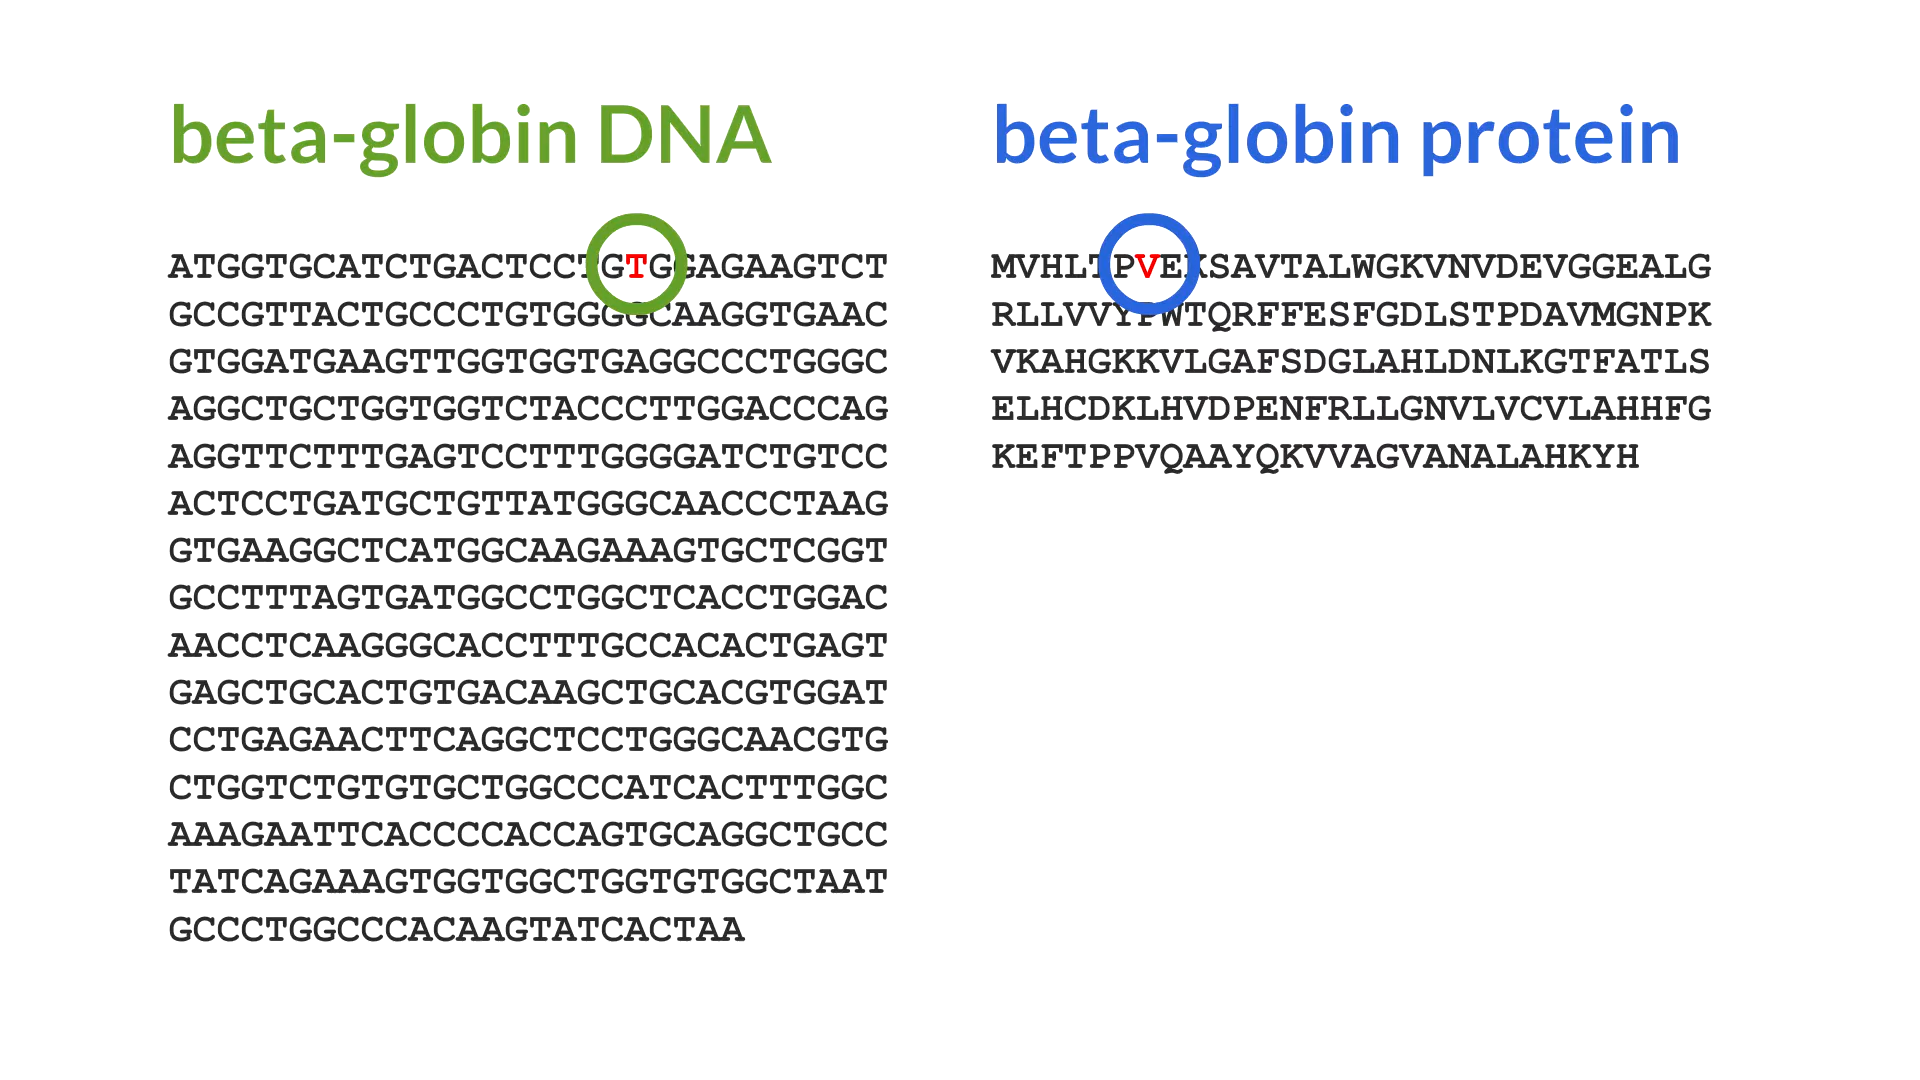 beta-globin DNA
ATGGTGCATCTGACTCCTGTGGAGAAGTCT
GCCGTTACTGCCCTGTGGGGCAAGGTGAAC
GTGGATGAAGTTGGTGGTGAGGCCCTGGGC
AGGCTGCTGGTGGTCTACCCTTGGACCCAG
AGGTTCTTTGAGTCCTTTGGGGATCTGTCC
ACTCCTGATGCTGTTATGGGCAACCCTAAG
GTGAAGGCTCATGGCAAGAAAGTGCTCGGT
GCCTTTAGTGATGGCCTGGCTCACCTGGAC
AACCTCAAGGGCACCTTTGCCACACTGAGT
GAGCTGCACTGTGACAAGCTGCACGTGGAT
CCTGAGAACTTCAGGCTCCTGGGCAACGTG
CTGGTCTGTGTGCTGGCCCATCACTTTGGC
AAAGAATTCACCCCACCAGTGCAGGCTGCC
TATCAGAAAGTGGTGGCTGGTGTGGCTAAT
GCCCTGGCCCACAAGTATCACTAA
beta-globin protein
MVHLTPVEKSAVTALWGKVNVDEVGGEALG
RLLVVYPWTQRFFESFGDLSTPDAVMGNPK
VKAHGKKVLGAFSDGLAHLDNLKGTFATLS
ELHCDKLHVDPENFRLLGNVLVCVLAHHFG
KEFTPPVQAAYQKVVAGVANALAHKYH